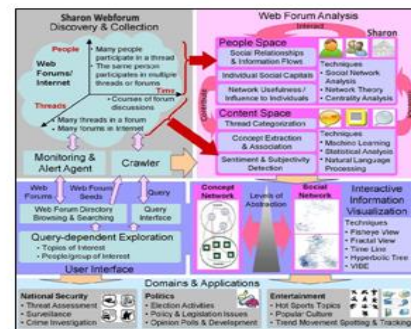 Sharon Webforum
Discovery & Collection
People
Web
Forums/
Internet
Threads
Time
• Many people
participate in a thread
• The same person
participates in multiple
threads or forums
• Courses of forum
discussions
• Many threads in a forum
• Many forums in Internet
Monitoring &
Alert Agent
Crawler
Web Forum Analysis
Interact
Sharon
People Space
Social Relationships
& Information Flows
Individual Social Capitals
Network Usefulness/
Influence to Individuals
Techniques
• Social Network
Analysis
• Network Theory
• Centrality Analysis
Contribute
Content Space
Thread Categorization
Concept Extraction &
Association
Sentiment & Subjectivity
Detection
Techniques
• Machine Learning
• Statistical Analysis
• Natural Language
Processing
Web
Forums
Web Forum
Seeds
Query
Web Forum Directory
Browsing & Searching
Query
Interface
Query-dependent Exploration
• Topics of Interest
• People/group of Interest
User Interface
Concept
Network
Levels of
Abstraction
Social
Network
Interactive
Information
Visualization
Techniques
• Fisheye View
• Fractal View
• Time Line
• Hyperbolic Tree
• VIBE
Domains & Applications
National Security
• Threat Assessment
• Surveillance
• Crime Investigation
Politics
• Election Activities
• Policy & Legislation Issues
• Opinion Polls & Development
Entertainment
• Hot Sports Topics
• Popular Culture
• Trend Movement Spotting & Tracking